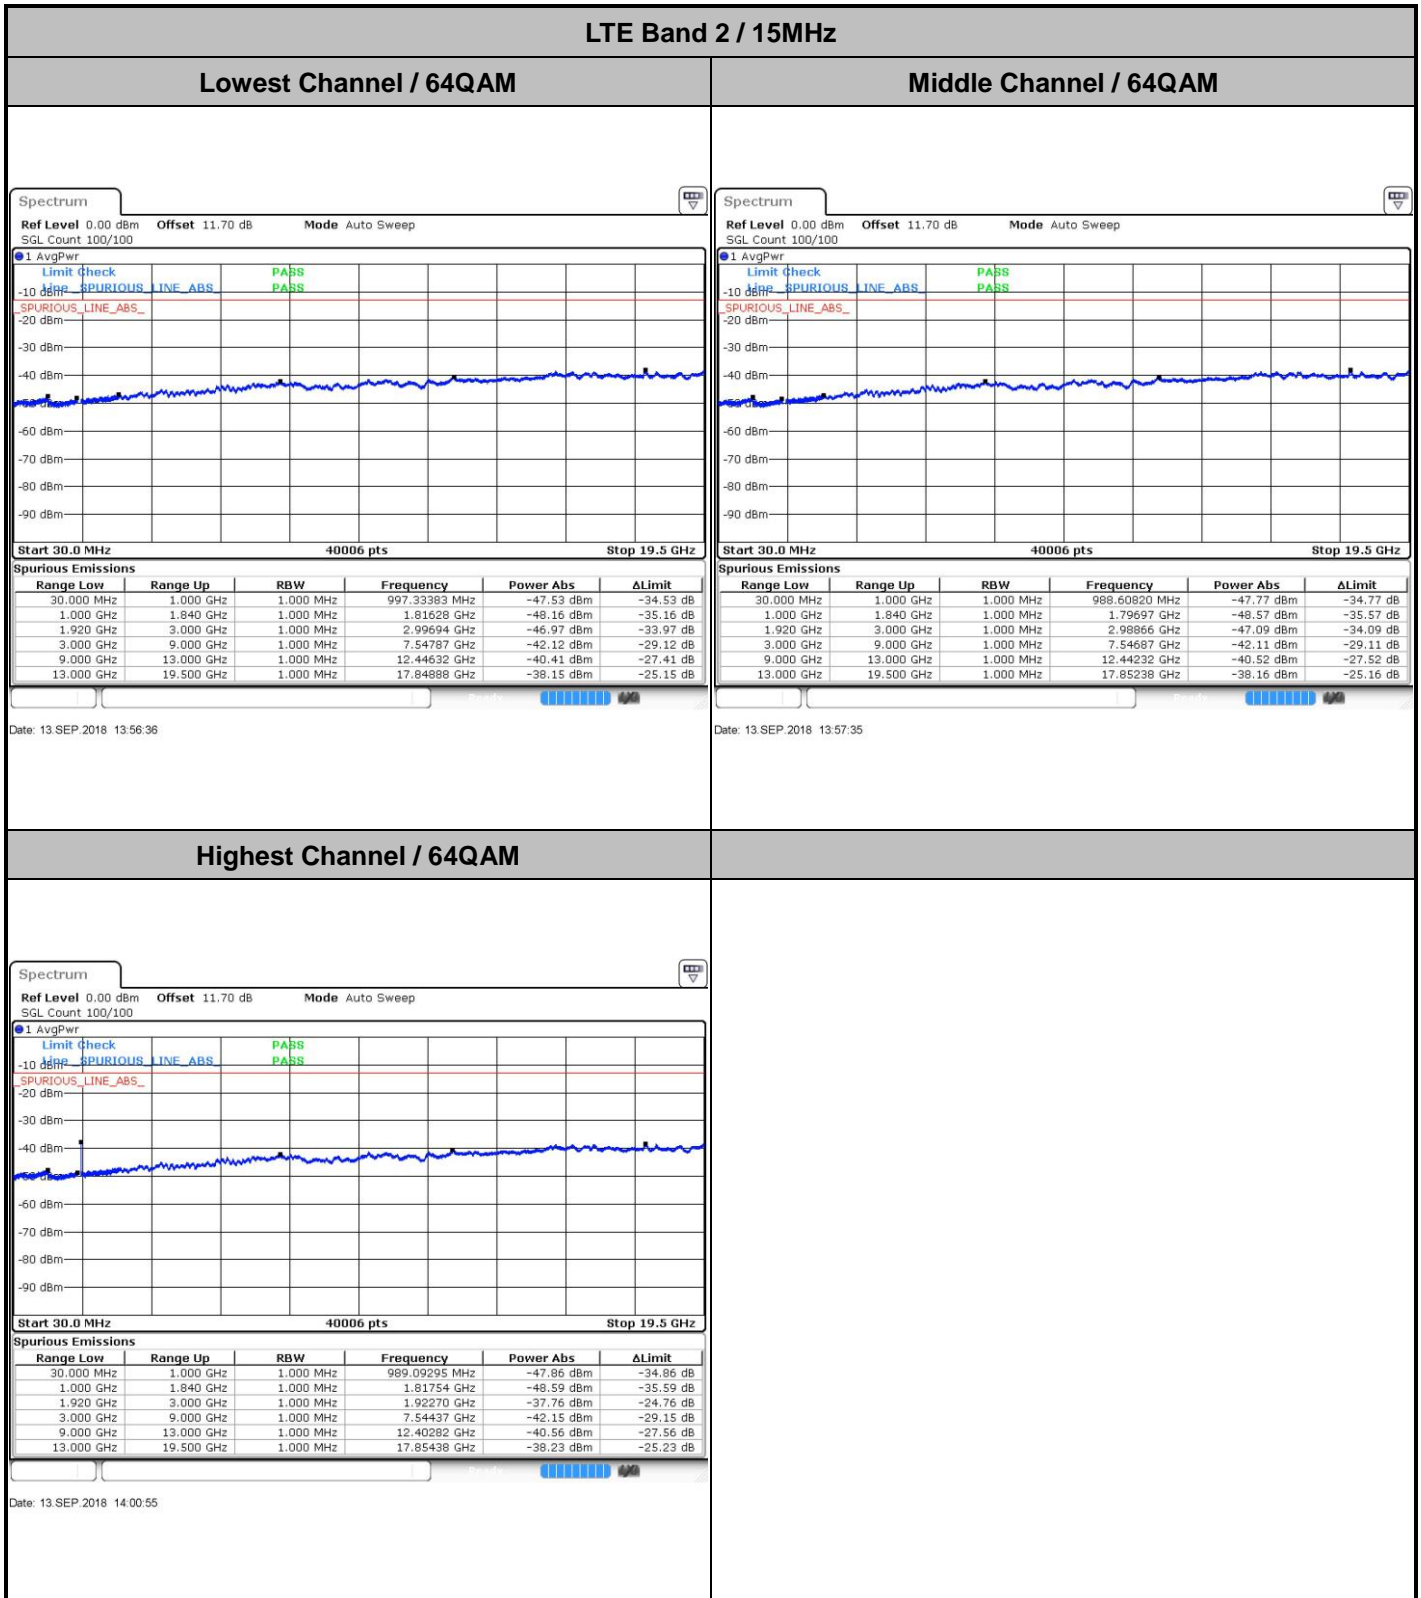 LTE Band 2 / 15MHz
Lowest Channel / 64QAM
Middle Channel / 64QAM
Spectrum
Ref Level 0.00 dBm Offset 11.70 dB Mode Auto Sweep
SGL Count 100/100
1 AvgPwr
Limit Check PASS
Line _SPURIOUS_LINE_ABS_ PASS
-10 dBm
_SPURIOUS_LINE_ABS_
-20 dBm
-30 dBm
-40 dBm
-50 dBm
-60 dBm
-70 dBm
-80 dBm
-90 dBm
Start 30.0 MHz 40006 pts Stop 19.5 GHz
Spurious Emissions
Range Low Range Up RBW Frequency Power Abs ΔLimit
30.000 MHz 1.000 GHz 1.000 MHz 997.33383 MHz -47.53 dBm -34.53 dB
1.000 GHz 1.840 GHz 1.000 MHz 1.81628 GHz -48.16 dBm -35.16 dB
1.920 GHz 3.000 GHz 1.000 MHz 2.99694 GHz -46.97 dBm -33.97 dB
3.000 GHz 9.000 GHz 1.000 MHz 7.54787 GHz -42.12 dBm -29.12 dB
9.000 GHz 13.000 GHz 1.000 MHz 12.44632 GHz -40.41 dBm -27.41 dB
13.000 GHz 19.500 GHz 1.000 MHz 17.84888 GHz -38.15 dBm -25.15 dB
Date: 13.SEP.2018 13:56:36
Spectrum
Ref Level 0.00 dBm Offset 11.70 dB Mode Auto Sweep
SGL Count 100/100
1 AvgPwr
Limit Check PASS
Line _SPURIOUS_LINE_ABS_ PASS
-10 dBm
_SPURIOUS_LINE_ABS_
-20 dBm
-30 dBm
-40 dBm
-50 dBm
-60 dBm
-70 dBm
-80 dBm
-90 dBm
Start 30.0 MHz 40006 pts Stop 19.5 GHz
Spurious Emissions
Range Low Range Up RBW Frequency Power Abs ΔLimit
30.000 MHz 1.000 GHz 1.000 MHz 988.60820 MHz -47.77 dBm -34.77 dB
1.000 GHz 1.840 GHz 1.000 MHz 1.79697 GHz -48.57 dBm -35.57 dB
1.920 GHz 3.000 GHz 1.000 MHz 2.98866 GHz -47.09 dBm -34.09 dB
3.000 GHz 9.000 GHz 1.000 MHz 7.54687 GHz -42.11 dBm -29.11 dB
9.000 GHz 13.000 GHz 1.000 MHz 12.44232 GHz -40.52 dBm -27.52 dB
13.000 GHz 19.500 GHz 1.000 MHz 17.85238 GHz -38.16 dBm -25.16 dB
Date: 13.SEP.2018 13:57:35
Highest Channel / 64QAM
Spectrum
Ref Level 0.00 dBm Offset 11.70 dB Mode Auto Sweep
SGL Count 100/100
1 AvgPwr
Limit Check PASS
Line _SPURIOUS_LINE_ABS_ PASS
-10 dBm
_SPURIOUS_LINE_ABS_
-20 dBm
-30 dBm
-40 dBm
-50 dBm
-60 dBm
-70 dBm
-80 dBm
-90 dBm
Start 30.0 MHz 40006 pts Stop 19.5 GHz
Spurious Emissions
Range Low Range Up RBW Frequency Power Abs ΔLimit
30.000 MHz 1.000 GHz 1.000 MHz 989.09295 MHz -47.86 dBm -34.86 dB
1.000 GHz 1.840 GHz 1.000 MHz 1.81754 GHz -48.59 dBm -35.59 dB
1.920 GHz 3.000 GHz 1.000 MHz 1.92270 GHz -37.76 dBm -24.76 dB
3.000 GHz 9.000 GHz 1.000 MHz 7.54437 GHz -42.15 dBm -29.15 dB
9.000 GHz 13.000 GHz 1.000 MHz 12.40282 GHz -40.56 dBm -27.56 dB
13.000 GHz 19.500 GHz 1.000 MHz 17.85438 GHz -38.23 dBm -25.23 dB
Date: 13.SEP.2018 14:00:55